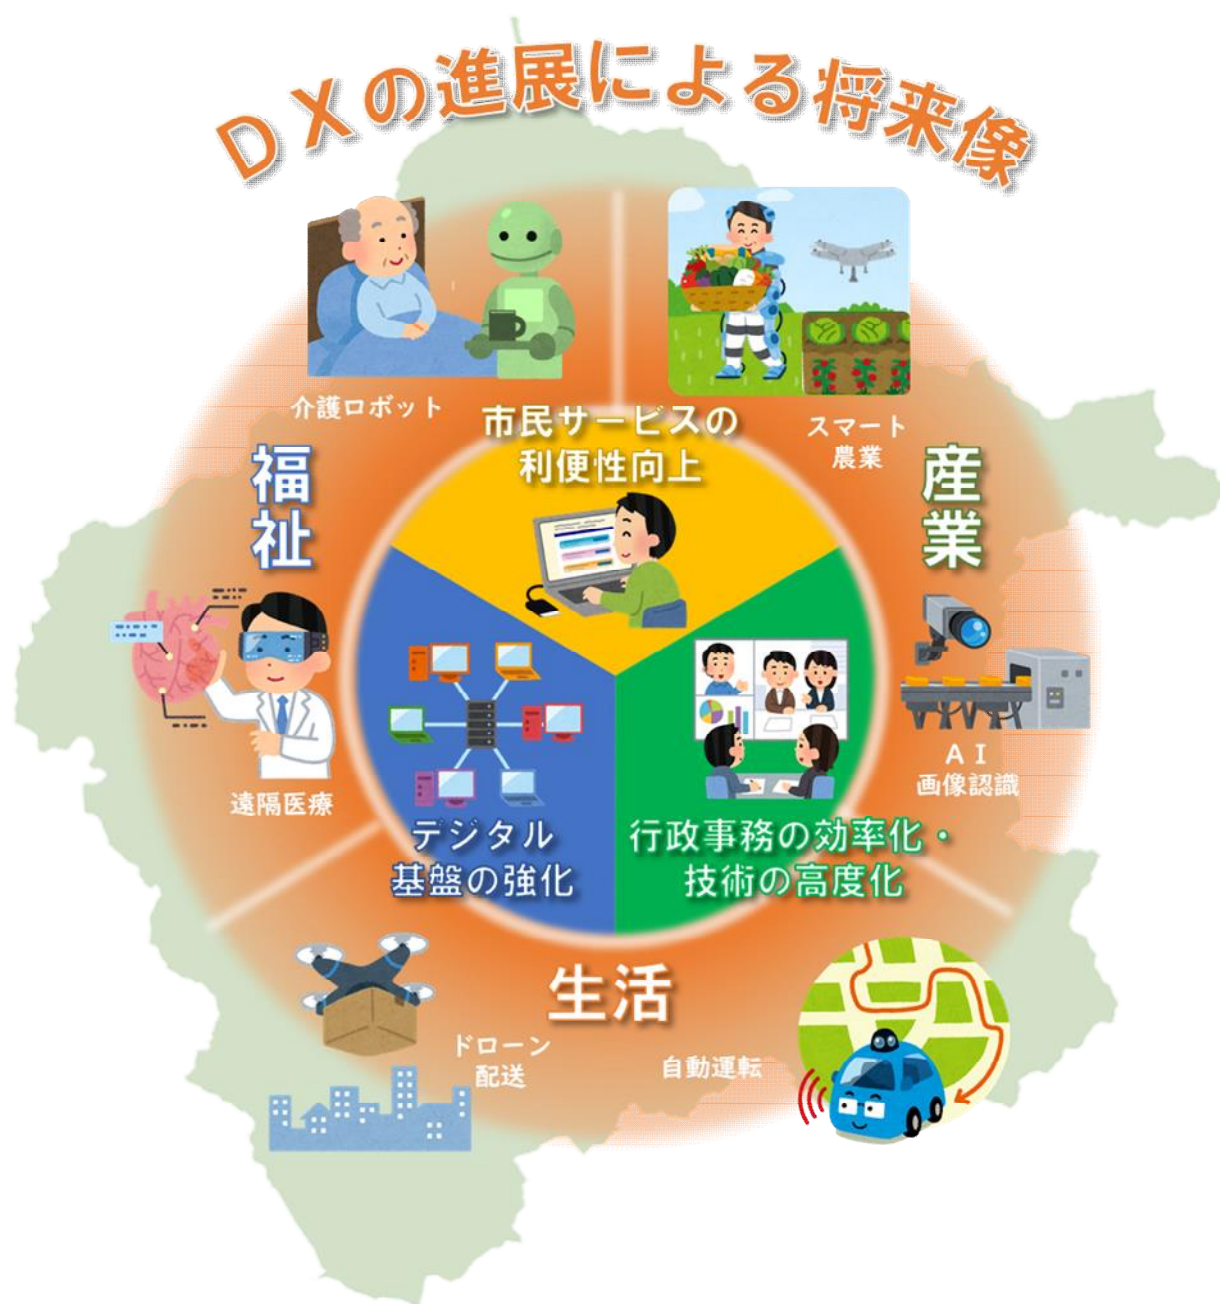 DXの進展による将来像
介護ロボット
市民サービスの
利便性向上
スマート
農業
福祉
産業
遠隔医療
AI
画像認識
デジタル
基盤の強化
行政事務の効率化・
技術の高度化
生活
ドローン
配送
自動運転